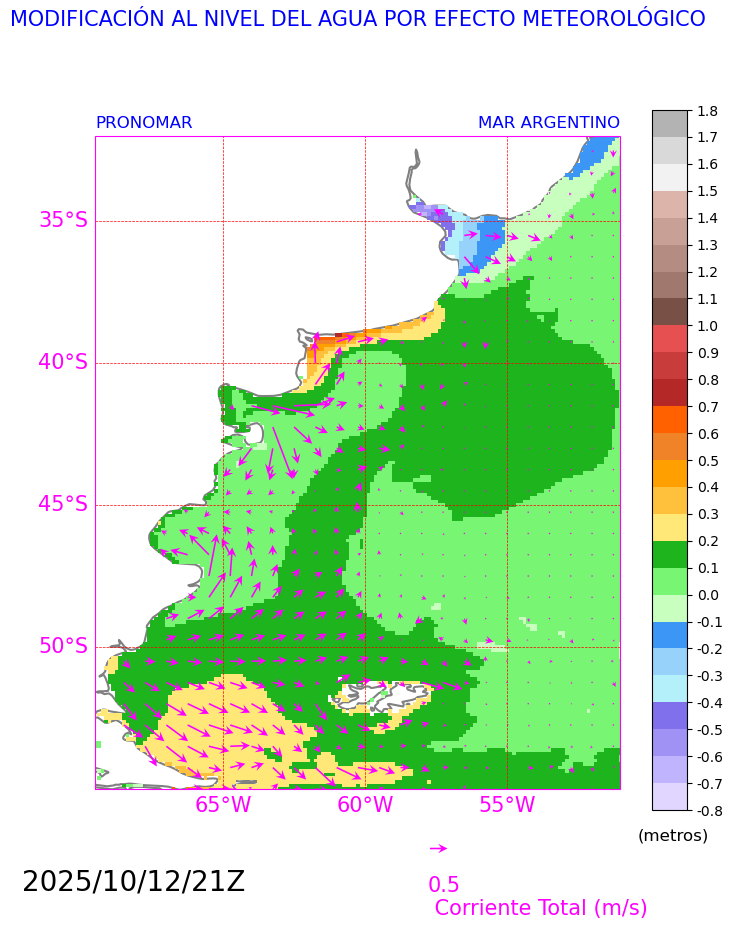 MODIFICACIÓN AL NIVEL DEL AGUA POR EFECTO METEOROLÓGICO
PRONOMAR MAR ARGENTINO
35°S
40°S
45°S
50°S
65°W 60°W 55°W
1.8
1.7
1.6
1.5
1.4
1.3
1.2
1.1
1.0
0.9
0.8
0.7
0.6
0.5
0.4
0.3
0.2
0.1
0.0
-0.1
-0.2
-0.3
-0.4
-0.5
-0.6
-0.7
-0.8
(metros)
2025/10/12/21Z
0.5
Corriente Total (m/s)